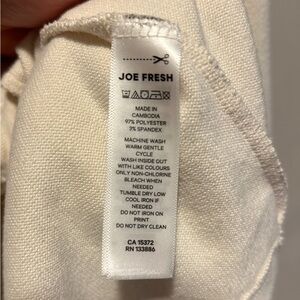 JOE FRESH
MADE IN
CAMBODIA
97% POLYESTER
3% SPANDEX
MACHINE WASH
WARM GENTLE
CYCLE
WASH INSIDE OUT
WITH LIKE COLOURS
ONLY NON-CHLORINE
BLEACH WHEN
NEEDED
TUMBLE DRY LOW
COOL IRON IF
NEEDED
DO NOT IRON ON
PRINT
DO NOT DRY CLEAN
CA 15372
RN 133886